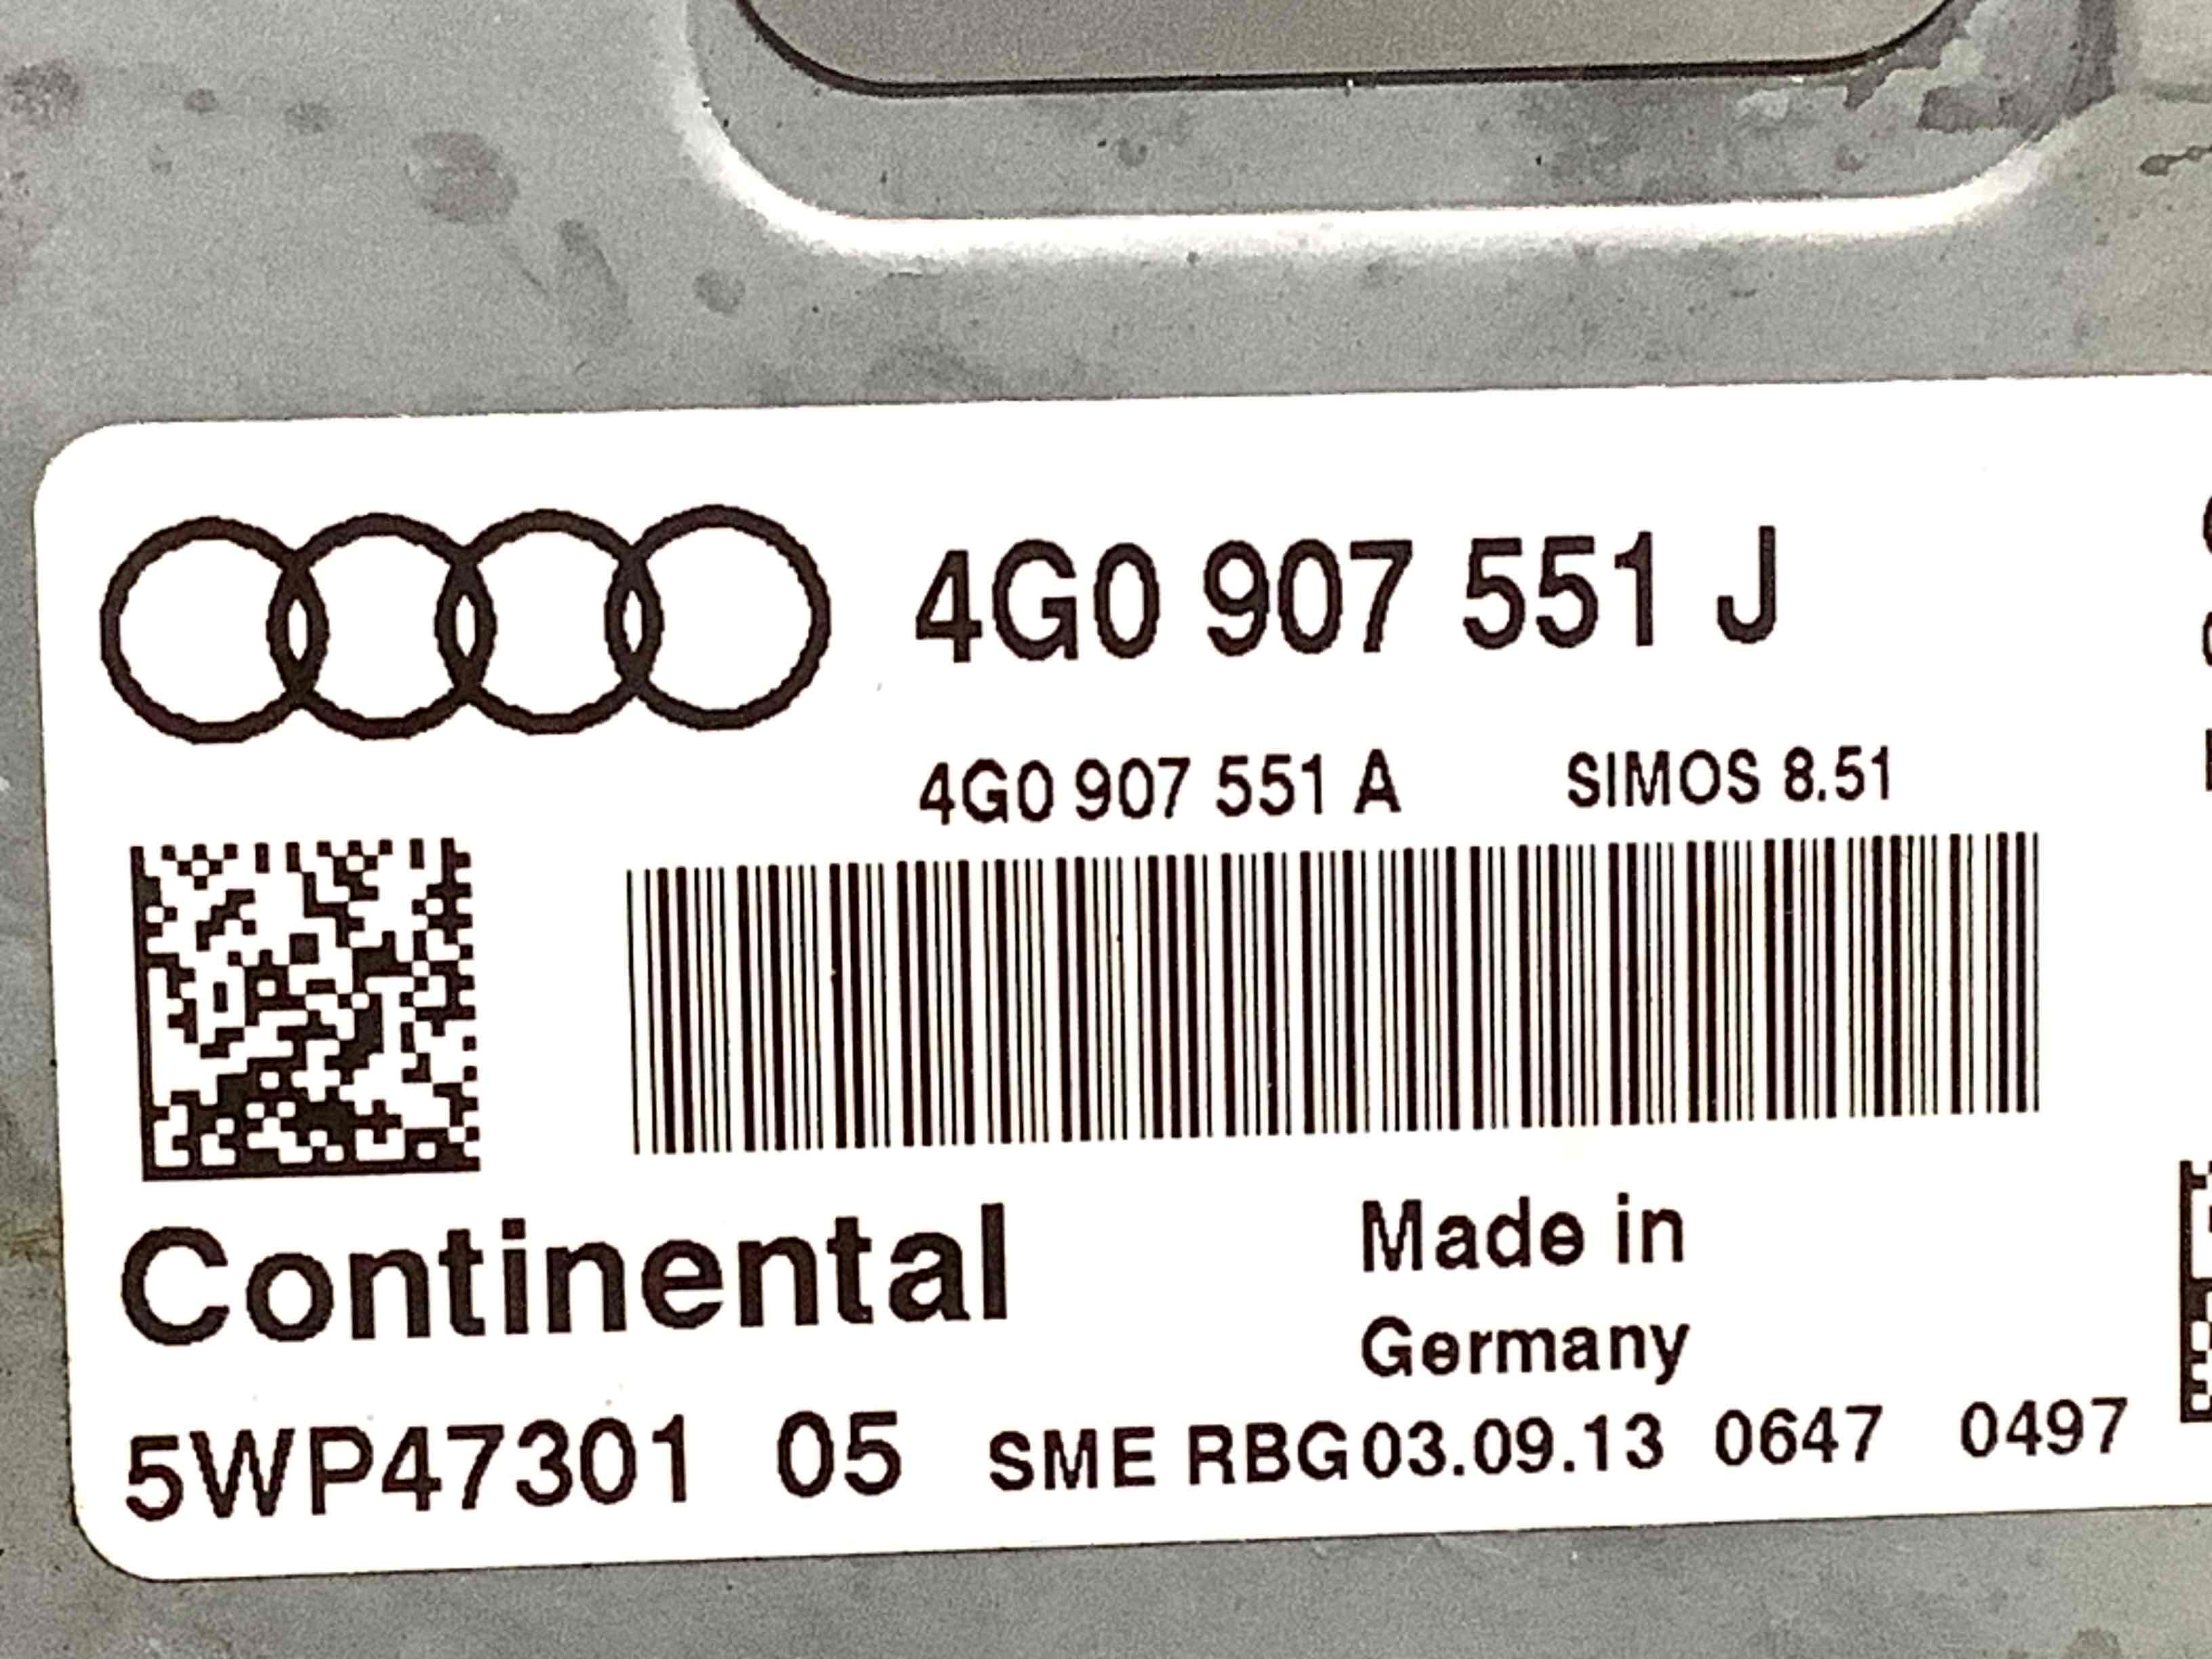 4G0 907 551 J
4G0 907 551 A SIMOS 8.51
Continental
Made in
Germany
5WP47301 05 SME RBG03.09.13 0647 0497